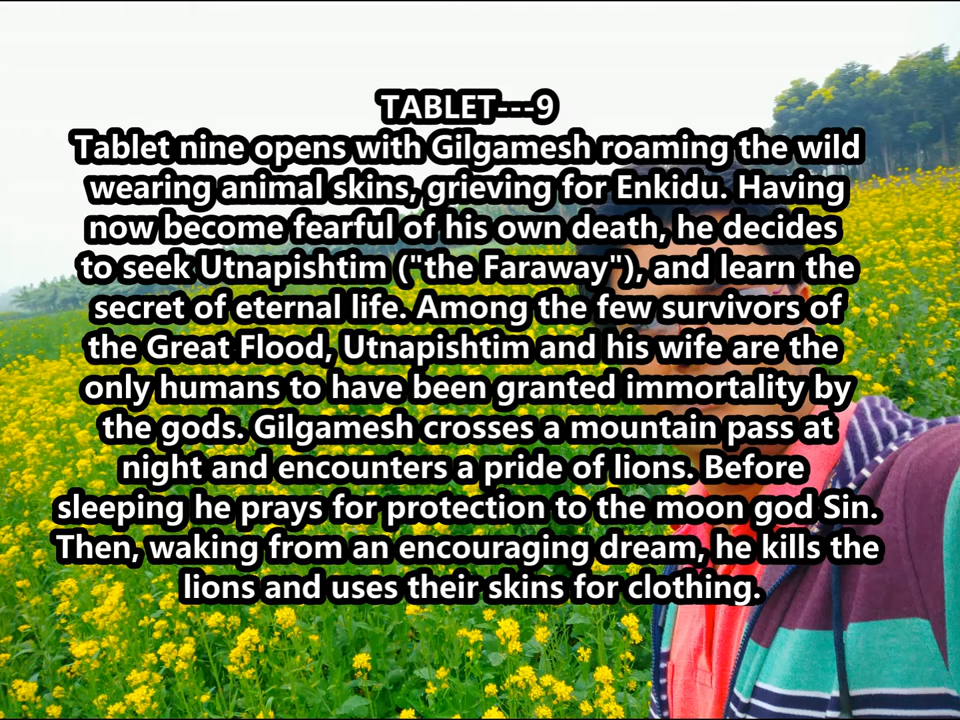 TABLET---9
Tablet nine opens with Gilgamesh roaming the wild
wearing animal skins, grieving for Enkidu. Having
now become fearful of his own death, he decides
to seek Utnapishtim ("the Faraway"), and learn the
secret of eternal life. Among the few survivors of
the Great Flood, Utnapishtim and his wife are the
only humans to have been granted immortality by
the gods. Gilgamesh crosses a mountain pass at
night and encounters a pride of lions. Before
sleeping he prays for protection to the moon god Sin.
Then, waking from an encouraging dream, he kills the
lions and uses their skins for clothing.